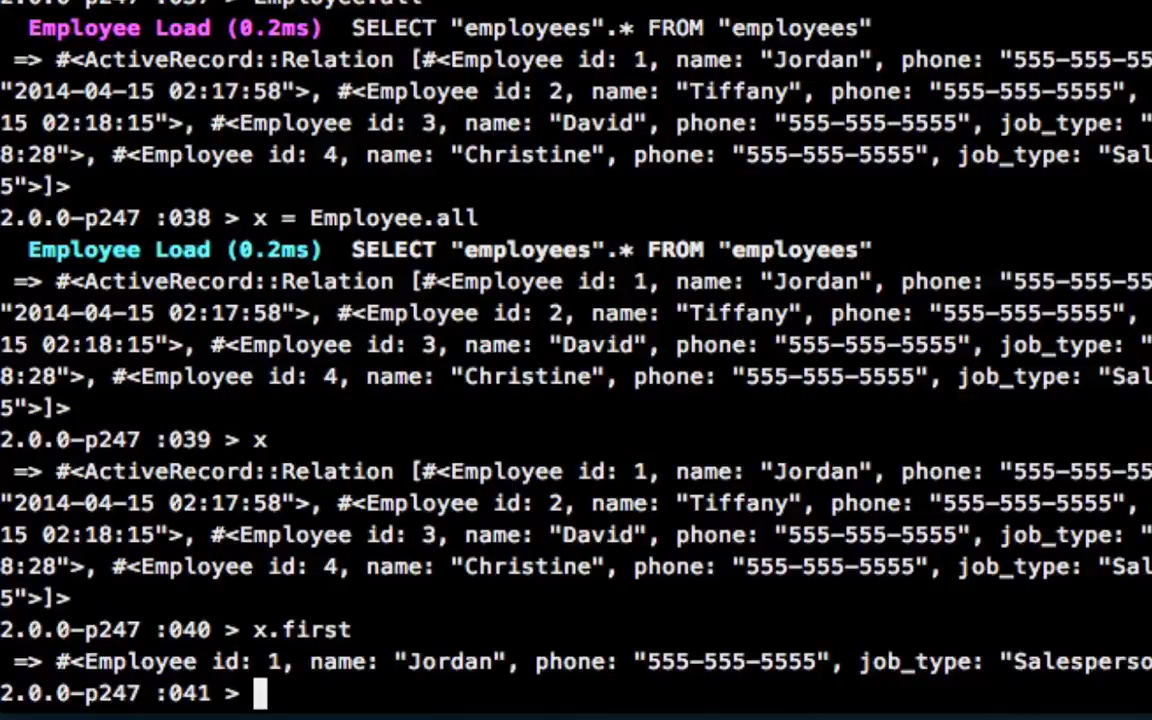 2.0.0-p247 :037 > Employee.all
Employee Load (0.2ms)  SELECT "employees".* FROM "employees"
=> #<ActiveRecord::Relation [#<Employee id: 1, name: "Jordan", phone: "555-555-55
"2014-04-15 02:17:58">, #<Employee id: 2, name: "Tiffany", phone: "555-555-5555",
15 02:18:15">, #<Employee id: 3, name: "David", phone: "555-555-5555", job_type: "
8:28">, #<Employee id: 4, name: "Christine", phone: "555-555-5555", job_type: "Sal
5">]>
2.0.0-p247 :038 > x = Employee.all
Employee Load (0.2ms)  SELECT "employees".* FROM "employees"
=> #<ActiveRecord::Relation [#<Employee id: 1, name: "Jordan", phone: "555-555-55
"2014-04-15 02:17:58">, #<Employee id: 2, name: "Tiffany", phone: "555-555-5555",
15 02:18:15">, #<Employee id: 3, name: "David", phone: "555-555-5555", job_type: "
8:28">, #<Employee id: 4, name: "Christine", phone: "555-555-5555", job_type: "Sal
5">]>
2.0.0-p247 :039 > x
=> #<ActiveRecord::Relation [#<Employee id: 1, name: "Jordan", phone: "555-555-55
"2014-04-15 02:17:58">, #<Employee id: 2, name: "Tiffany", phone: "555-555-5555",
15 02:18:15">, #<Employee id: 3, name: "David", phone: "555-555-5555", job_type: "
8:28">, #<Employee id: 4, name: "Christine", phone: "555-555-5555", job_type: "Sal
5">]>
2.0.0-p247 :040 > x.first
=> #<Employee id: 1, name: "Jordan", phone: "555-555-5555", job_type: "Salesperso
2.0.0-p247 :041 >